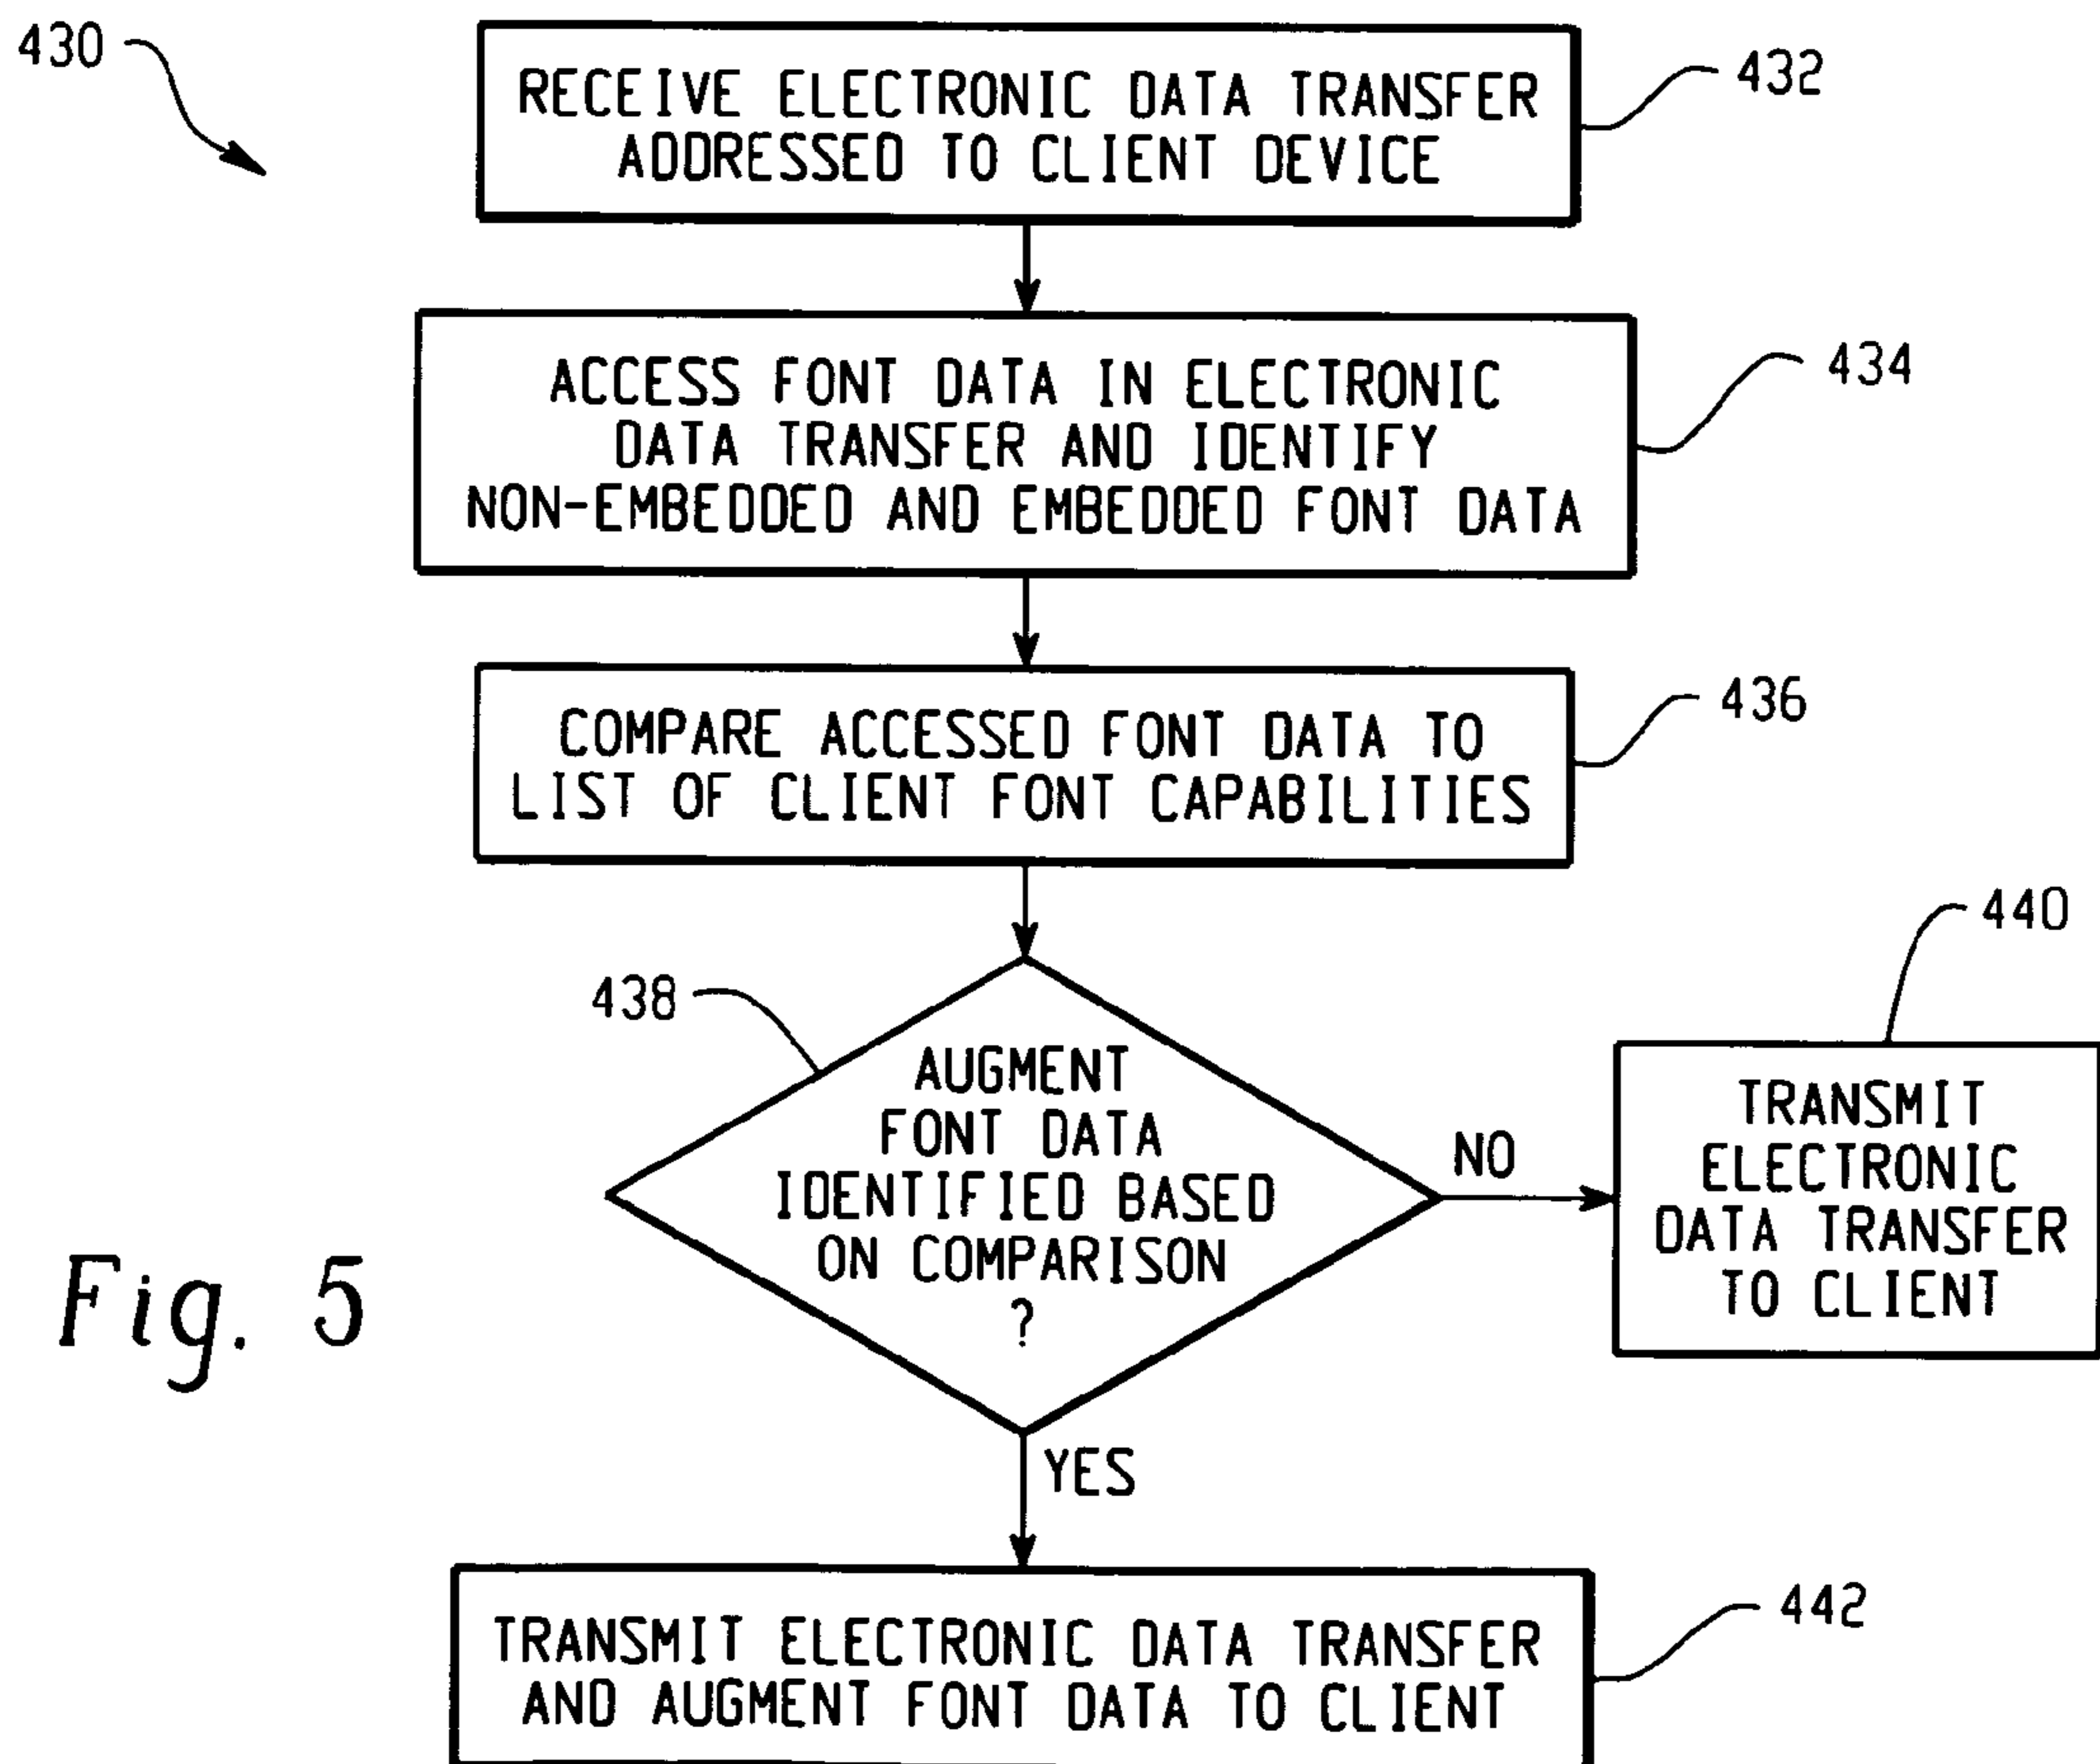 430
RECEIVE ELECTRONIC DATA TRANSFER
ADDRESSED TO CLIENT DEVICE
432
ACCESS FONT DATA IN ELECTRONIC
DATA TRANSFER AND IDENTIFY
NON-EMBEDDED AND EMBEDDED FONT DATA
434
COMPARE ACCESSED FONT DATA TO
LIST OF CLIENT FONT CAPABILITIES
436
438
AUGMENT
FONT DATA
IDENTIFIED BASED
ON COMPARISON
?
NO
440
TRANSMIT
ELECTRONIC
DATA TRANSFER
TO CLIENT
YES
TRANSMIT ELECTRONIC DATA TRANSFER
AND AUGMENT FONT DATA TO CLIENT
442
Fig. 5